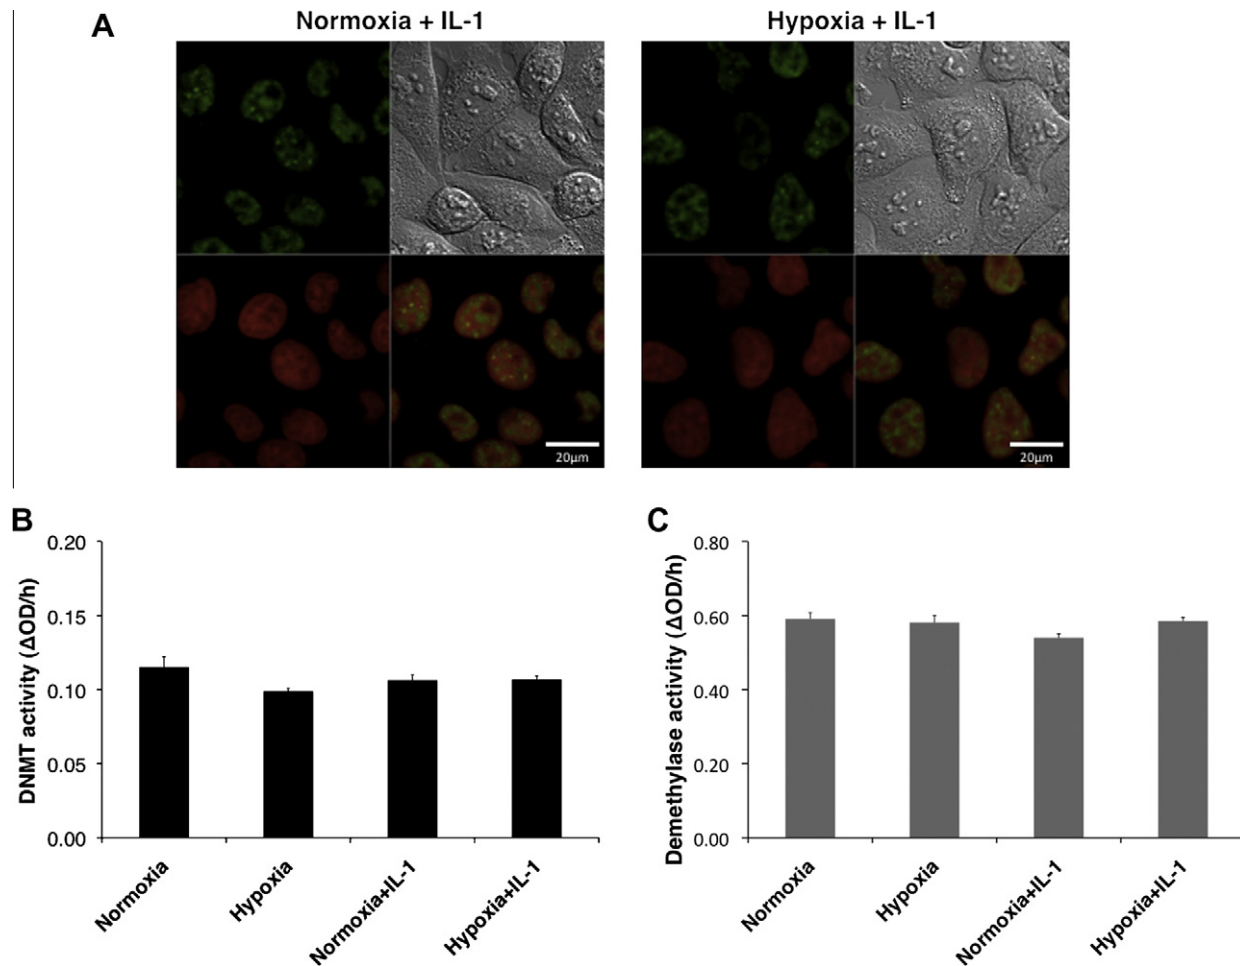 A
Normoxia + IL-1
Hypoxia + IL-1
20μm
20μm
B
DNMT activity (ΔOD/h)
0.20
0.15
0.10
0.05
0.00
Normoxia
Hypoxia
Normoxia+IL-1
Hypoxia+IL-1
C
Demethylase activity (ΔOD/h)
0.80
0.60
0.40
0.20
0.00
Normoxia
Hypoxia
Normoxia+IL-1
Hypoxia+IL-1